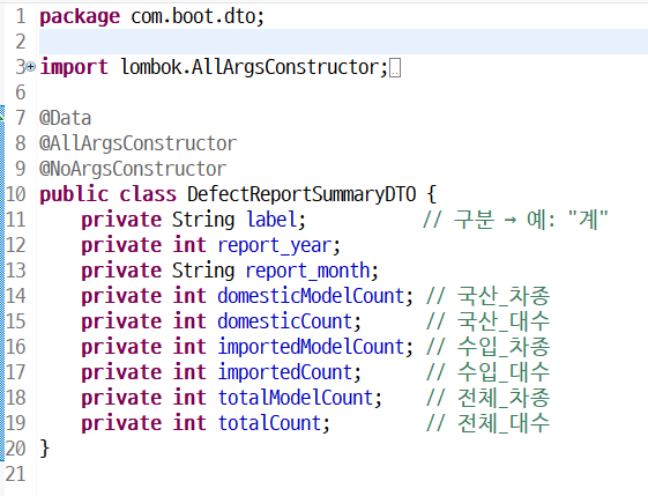 1 package com.boot.dto;
2
3 import lombok.AllArgsConstructor;
6
7 @Data
8 @AllArgsConstructor
9 @NoArgsConstructor
10 public class DefectReportSummaryDTO {
11 private String label; // 구분 → 예: "계"
12 private int report_year;
13 private String report_month;
14 private int domesticModelCount; // 국산_차종
15 private int domesticCount; // 국산_대수
16 private int importedModelCount; // 수입_차종
17 private int importedCount; // 수입_대수
18 private int totalModelCount; // 전체_차종
19 private int totalCount; // 전체_대수
20 }
21